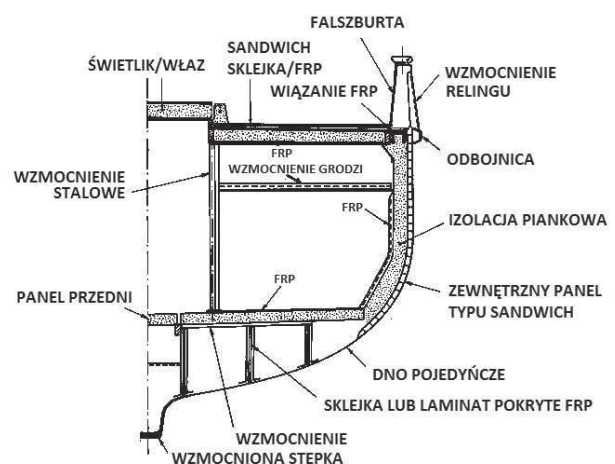 FALSZBURTA
SANDWICH
SKLEJKA/FRP
ŚWIETLIK/WŁAZ
WZMOCNIENIE
RELINGU
WIĄZANIE FRP
ODBOJNICA
FRP
WZMOCNIENIE GRODZI
WZMOCNIENIE
STALOWE
FRP
IZOLACJA PIANKOWA
FRP
PANEL PRZEDNI
ZEWNĘTRZNY PANEL
TYPU SANDWICH
DNO POJEDYŃCZE
SKLEJKA LUB LAMINAT POKRYTE FRP
WZMOCNIENIE
WZMOCNIONA STEPKA